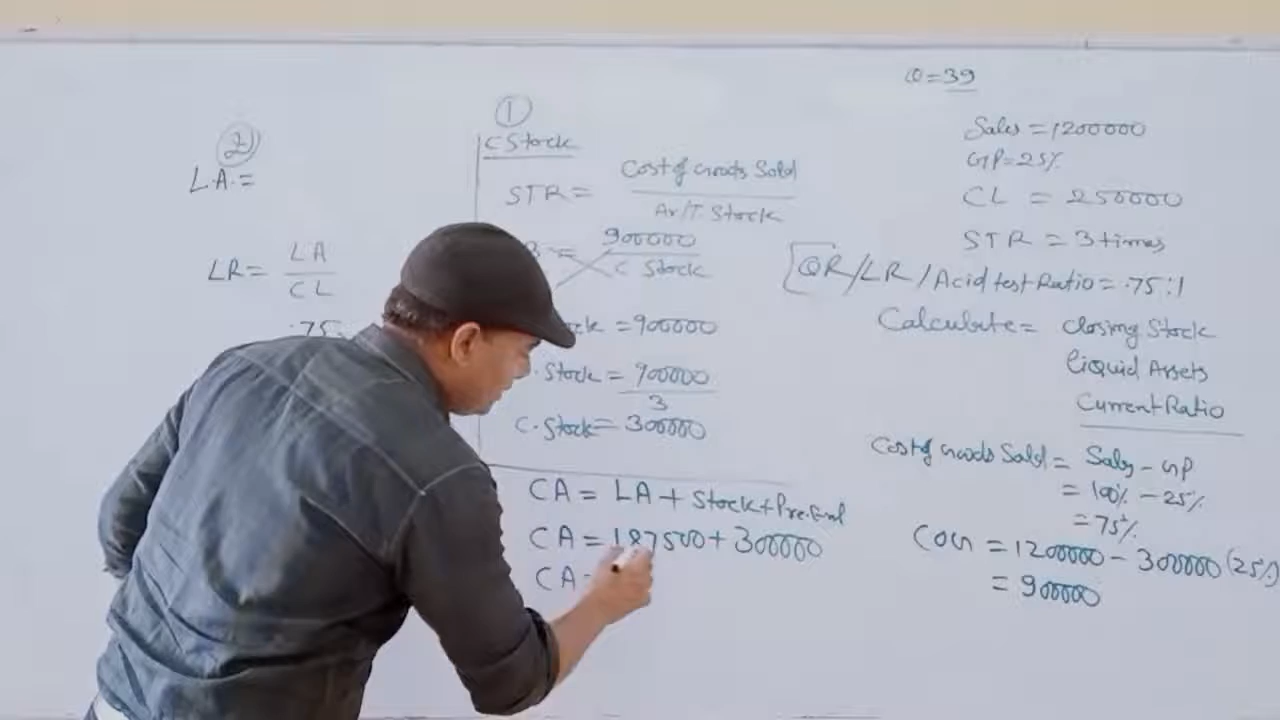 Q=39
Sales = 1200000
GP=25%
CL = 250000
STR = 3 times
QR/LR/Acid test Ratio = .75:1
Calculate = Closing Stock
Liquid Assets
Current Ratio
Cost of Goods Sold = Sales - GP
= 100% - 25%
= 75%
COG = 1200000 - 300000 (25%)
= 900000
1
C Stock
STR = Cost of Goods Sold
Av/T Stock
= 900000
C Stock
= 900000
Stock = 900000
3
C. Stock = 300000
CA = LA + Stock +
CA = 187500 + 300000
CA =
2
L.A. =
LR = LA
CL
.75